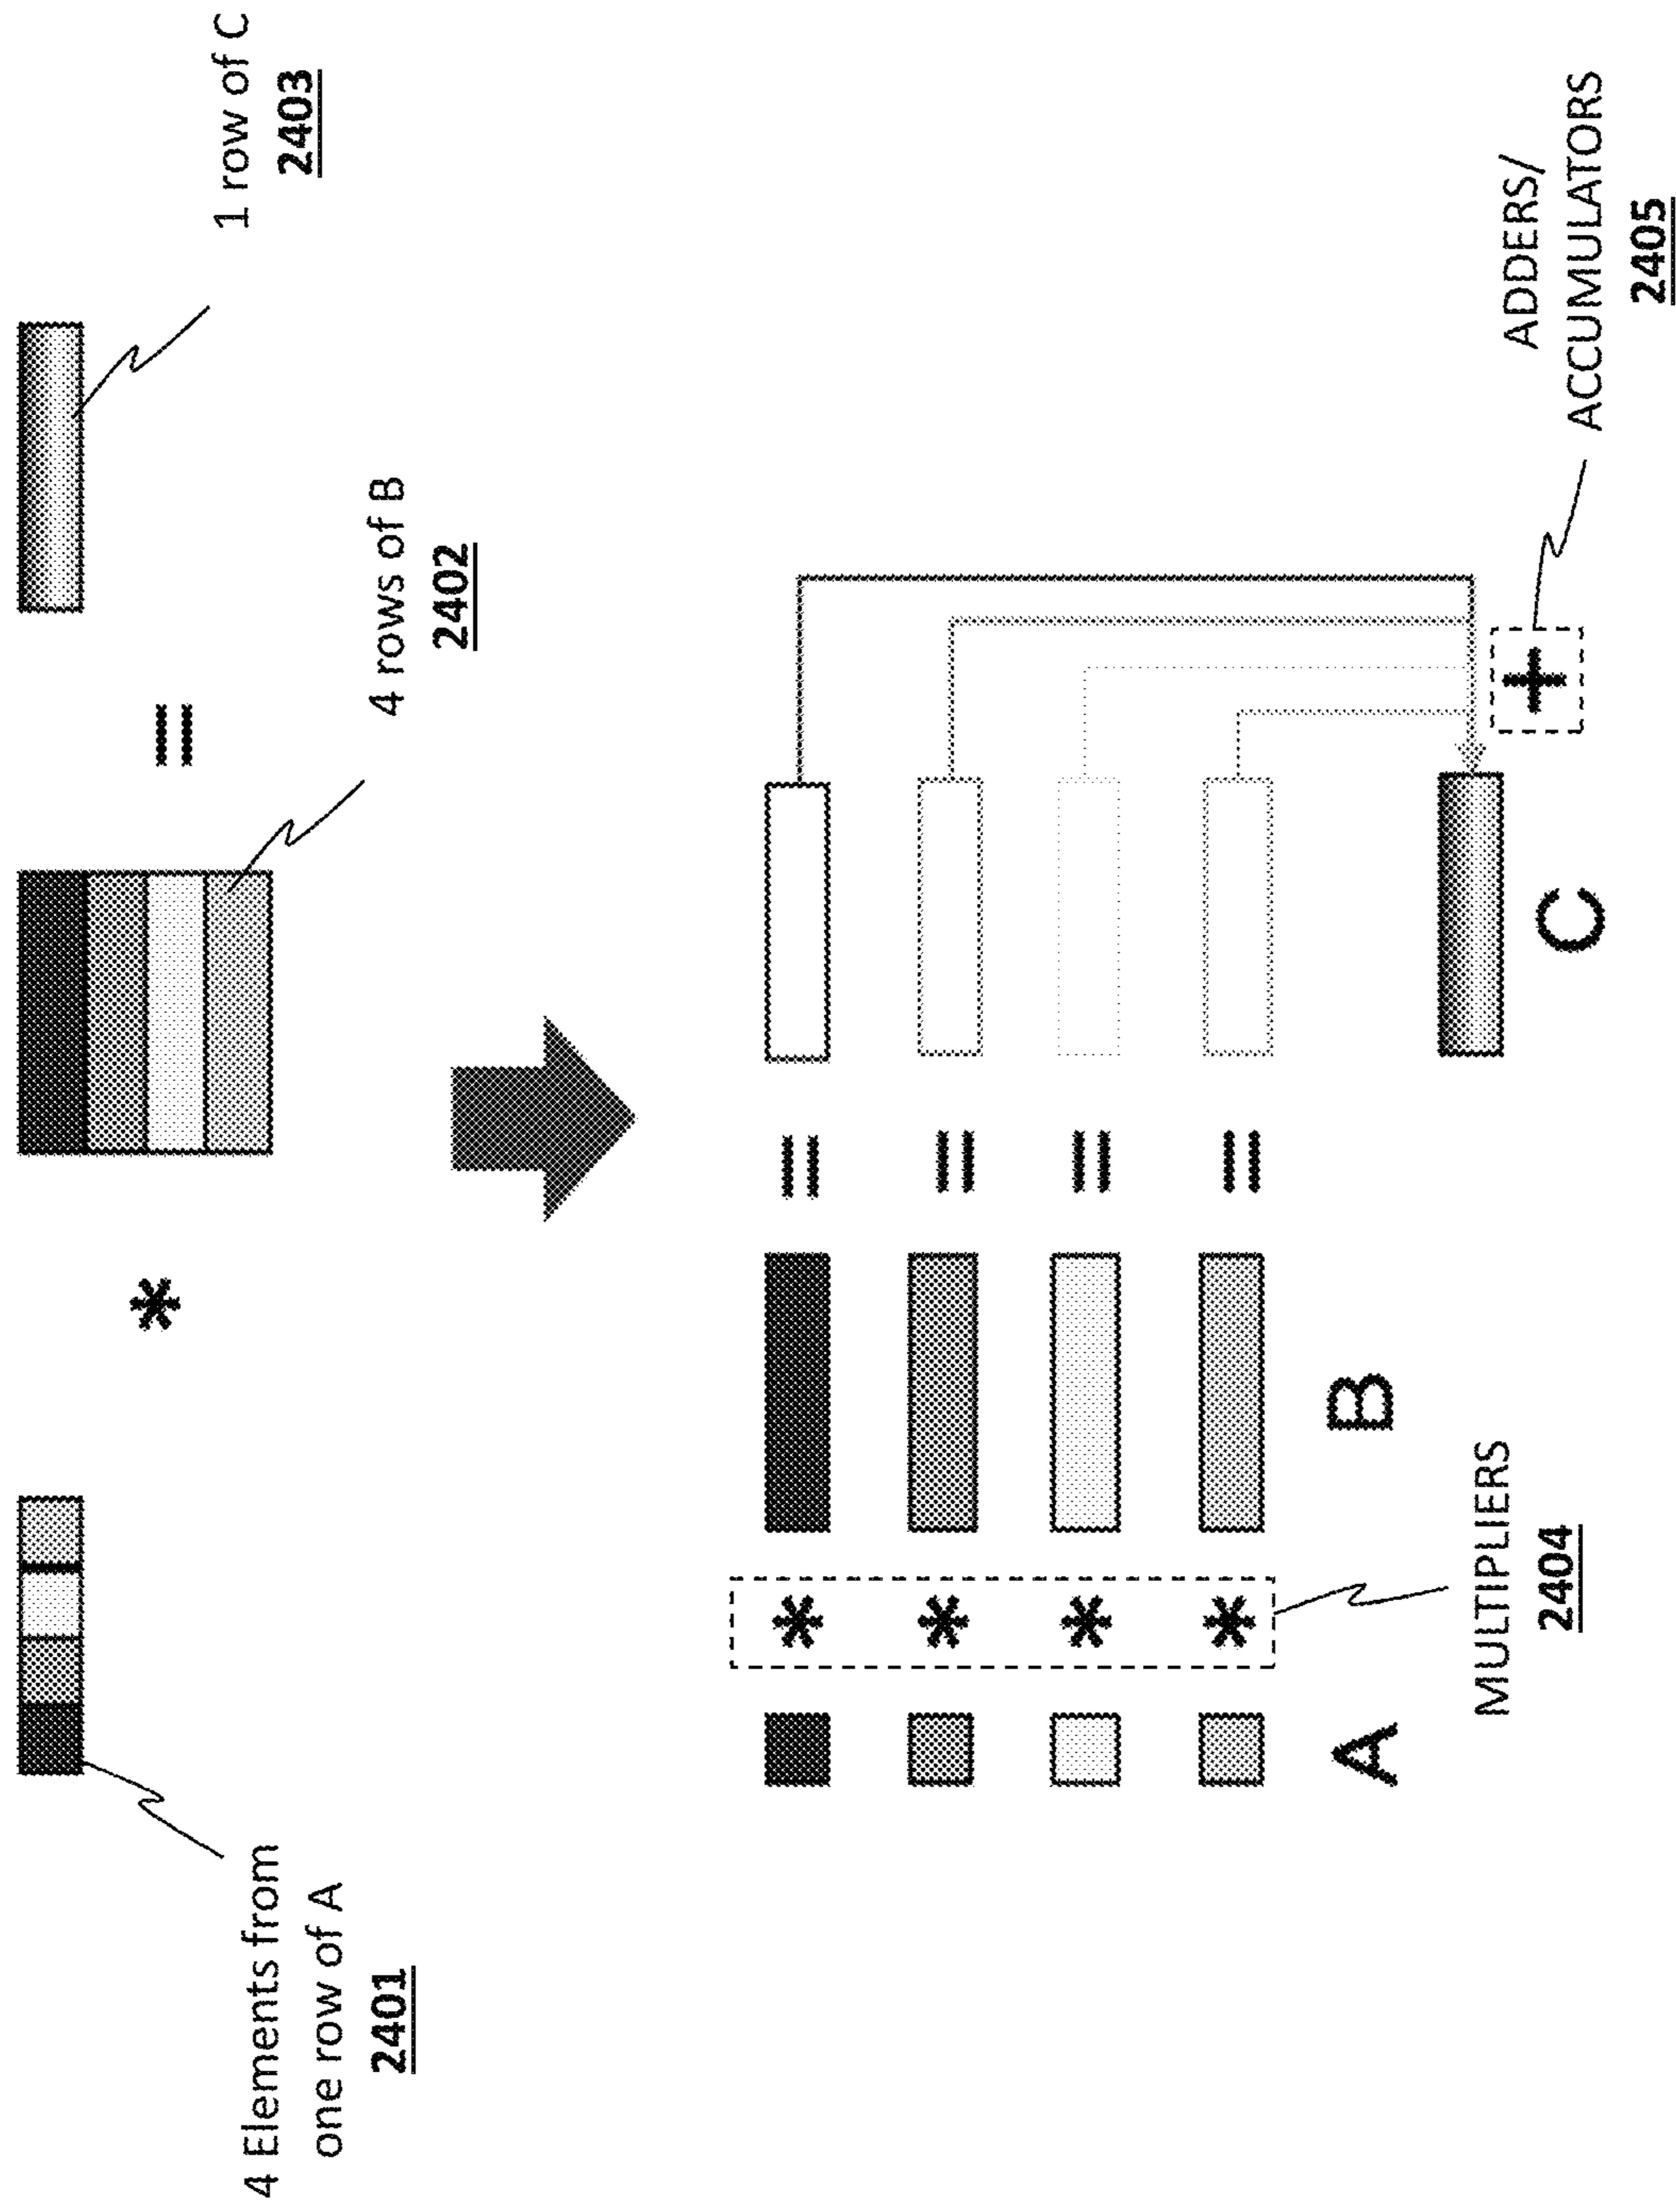 4 Elements from
one row of A
2401
*
4 rows of B
2402
=
1 row of C
2403
* =
* =
* =
* =
A
B
C
+
MULTIPLIERS
2404
ADDERS/
ACCUMULATORS
2405